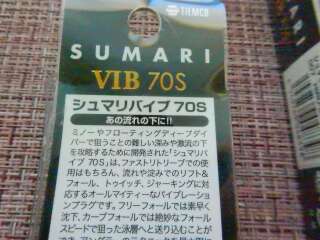 TIEMCO
SUMARI
VIB 70S
シュマリバイブ 70S
あの流れの下に!!
ミノーやフローティングディープダイ
バーで狙うことの難しい深みや激流の下
を攻略するために開発された「シュマリバ
イブ 70S」は、ファストリトリーブでの使
用はもちろん、流れや淀みでのリフト&
フォール、トゥイッチ、ジャーキングに対
応するオールマイティーなバイブレーショ
ンプラグです。フリーフォールでは素早く
沈下、カーブフォールでは絶妙なフォール
スピードで狙った泳層へと送り込むことが